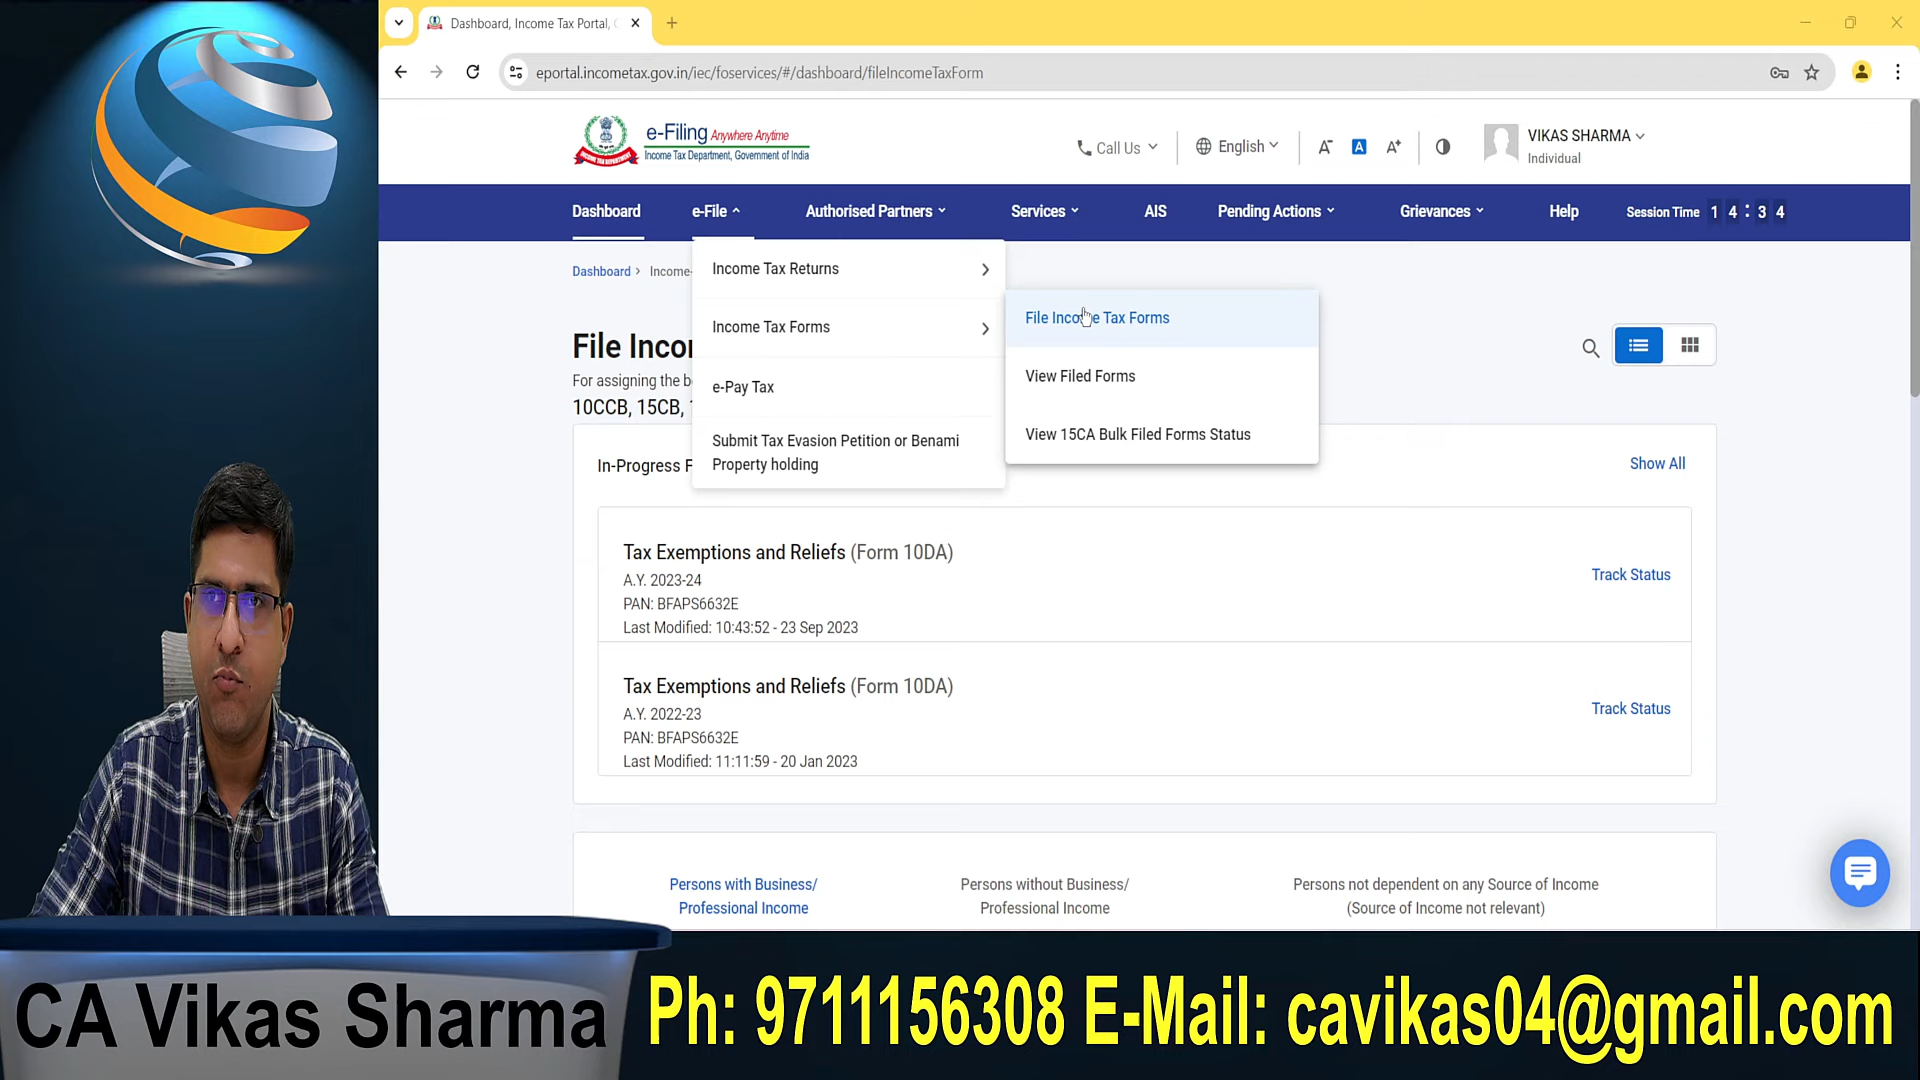 Dashboard, Income Tax Portal,
eportal.incometax.gov.in/iec/foservices/#/dashboard/fileIncomeTaxForm
e-Filing Anywhere Anytime
Income Tax Department, Government of India
Call Us
English
A-
A
A+
VIKAS SHARMA
Individual
Dashboard e-File Authorised Partners Services AIS Pending Actions Grievances Help Session Time 1 4 : 3 4
Dashboard > Income-
Income Tax Returns
Income Tax Forms
e-Pay Tax
Submit Tax Evasion Petition or Benami
Property holding
File Income Tax Forms
View Filed Forms
View 15CA Bulk Filed Forms Status
File Incor
For assigning the b
10CCB, 15CB,
In-Progress F
Show All
Tax Exemptions and Reliefs (Form 10DA)
A.Y. 2023-24
PAN: BFAPS6632E
Last Modified: 10:43:52 - 23 Sep 2023
Track Status
Tax Exemptions and Reliefs (Form 10DA)
A.Y. 2022-23
PAN: BFAPS6632E
Last Modified: 11:11:59 - 20 Jan 2023
Track Status
Persons with Business/
Professional Income
Persons without Business/
Professional Income
Persons not dependent on any Source of Income
(Source of Income not relevant)
CA Vikas Sharma
Ph: 9711156308 E-Mail: cavikas04@gmail.com